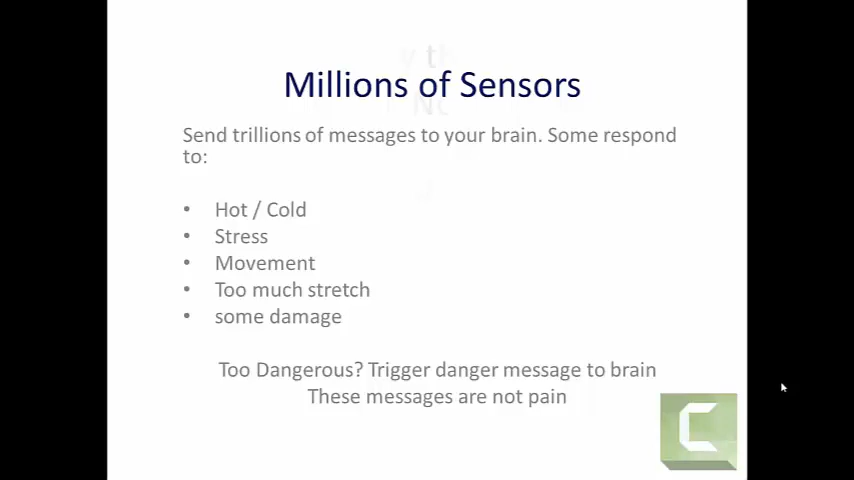 Millions of Sensors
Send trillions of messages to your brain. Some respond
to:
• Hot / Cold
• Stress
• Movement
• Too much stretch
• some damage
Too Dangerous? Trigger danger message to brain
These messages are not pain
C